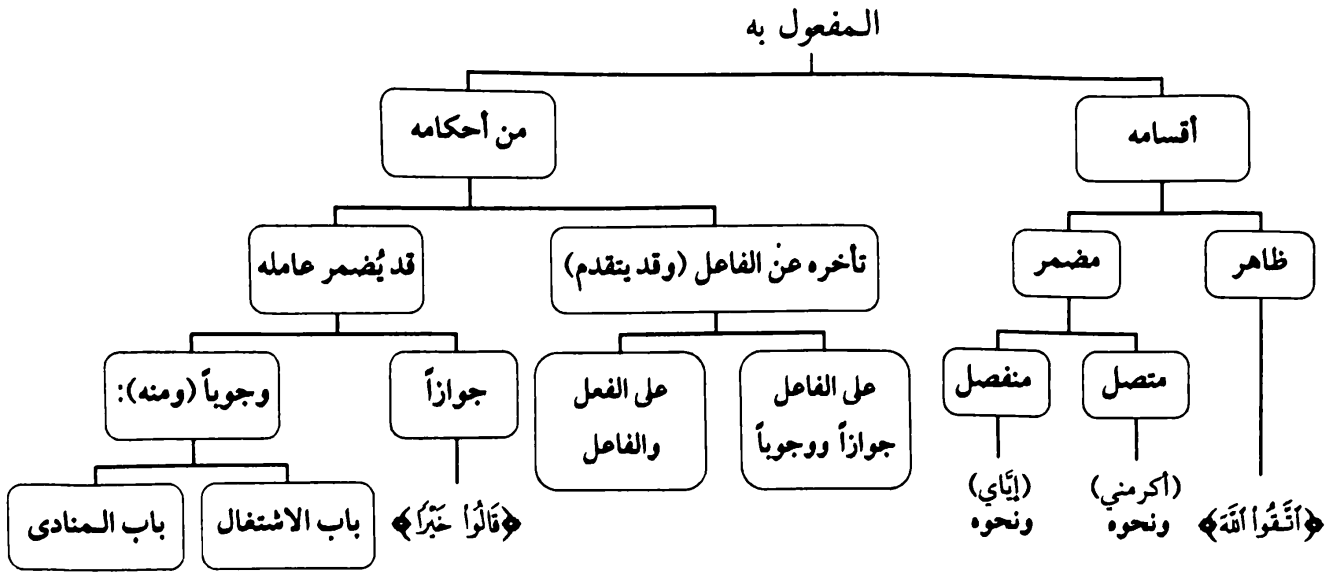 المفعول به
أقسامه
من أحكامه
ظاهر
مضمر
تأخره عنْ الفاعل (وقد يتقدم)
قد يُضمر عامله
متصل
منفصل
على الفاعل
جوازاً ووجوباً
على الفعل
والفاعل
جوازاً
وجوباً (ومنه):
﴿ٱتَّقُوا۟ ٱللَّهَ﴾
(أكرمني)
ونحوه
(إيَّاي)
ونحوه
﴿قَالُوا۟ خَيْرًا﴾
باب الاشتغال
باب المنادى